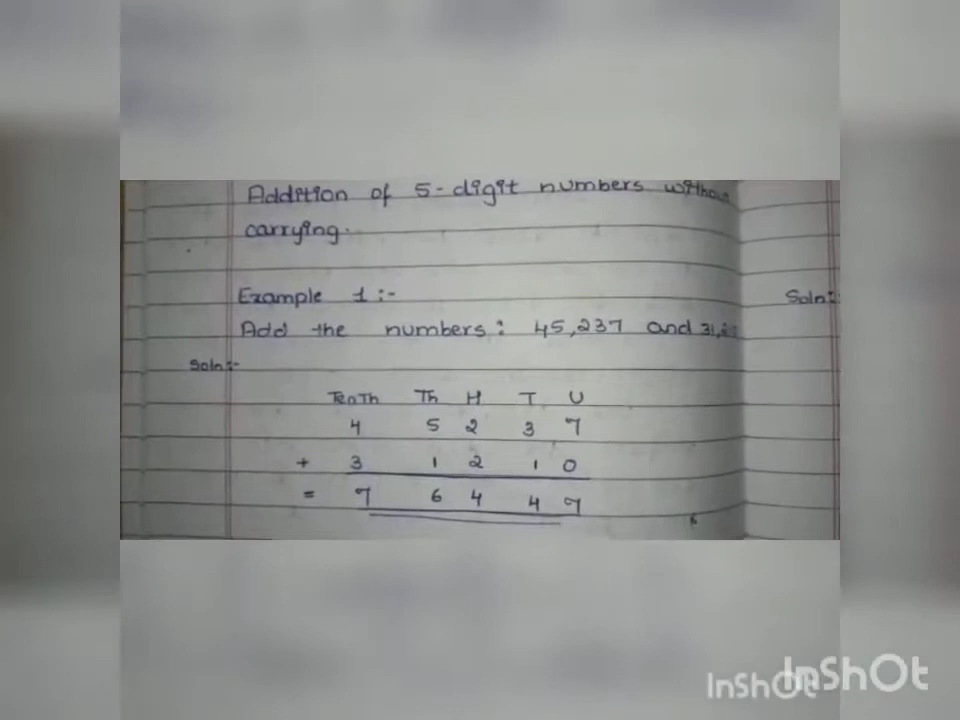 Addition of 5-digit numbers without
carrying.
Example 1:-
Soln:-
Add the numbers: 45,237 and
Soln:-
TenTh Th H T U
4 5 2 3 7
+ 3 1 2 1 0
= 7 6 4 4 7
InShOt InShOt